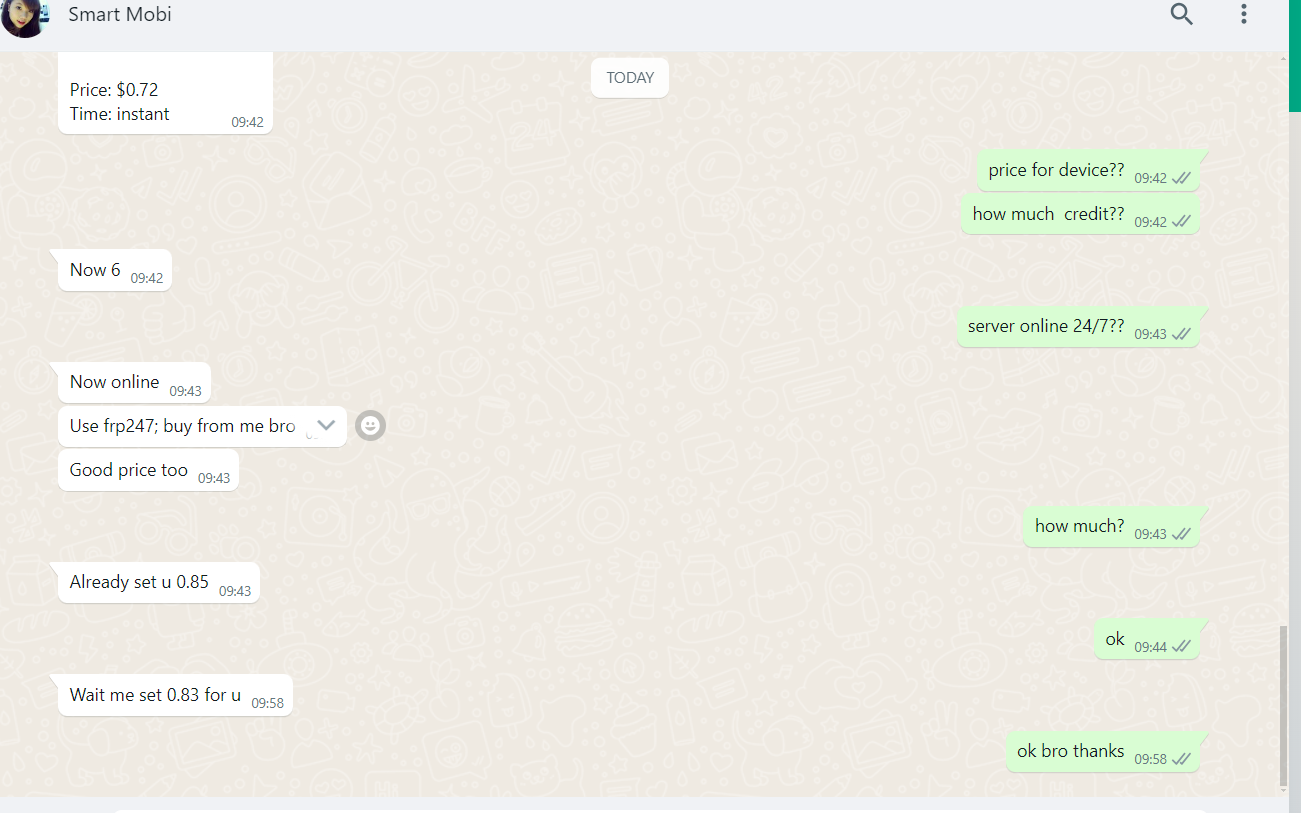 Smart Mobi
TODAY
Price: $0.72
Time: instant
09:42
price for device?? 09:42
how much  credit?? 09:42
Now 6 09:42
server online 24/7?? 09:43
Now online 09:43
Use frp247; buy from me bro
Good price too 09:43
how much? 09:43
Already set u 0.85 09:43
ok 09:44
Wait me set 0.83 for u 09:58
ok bro thanks 09:58